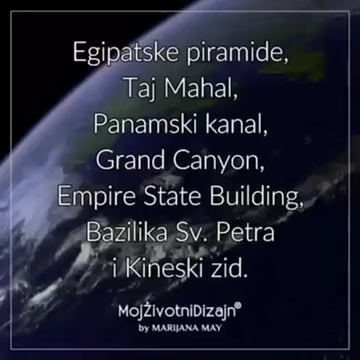 Egipatske piramide,
Taj Mahal,
Panamski kanal,
Grand Canyon,
Empire State Building,
Bazilika Sv. Petra
i Kineski zid.
MojŽivotniDizajn®
by MARIJANA MAY